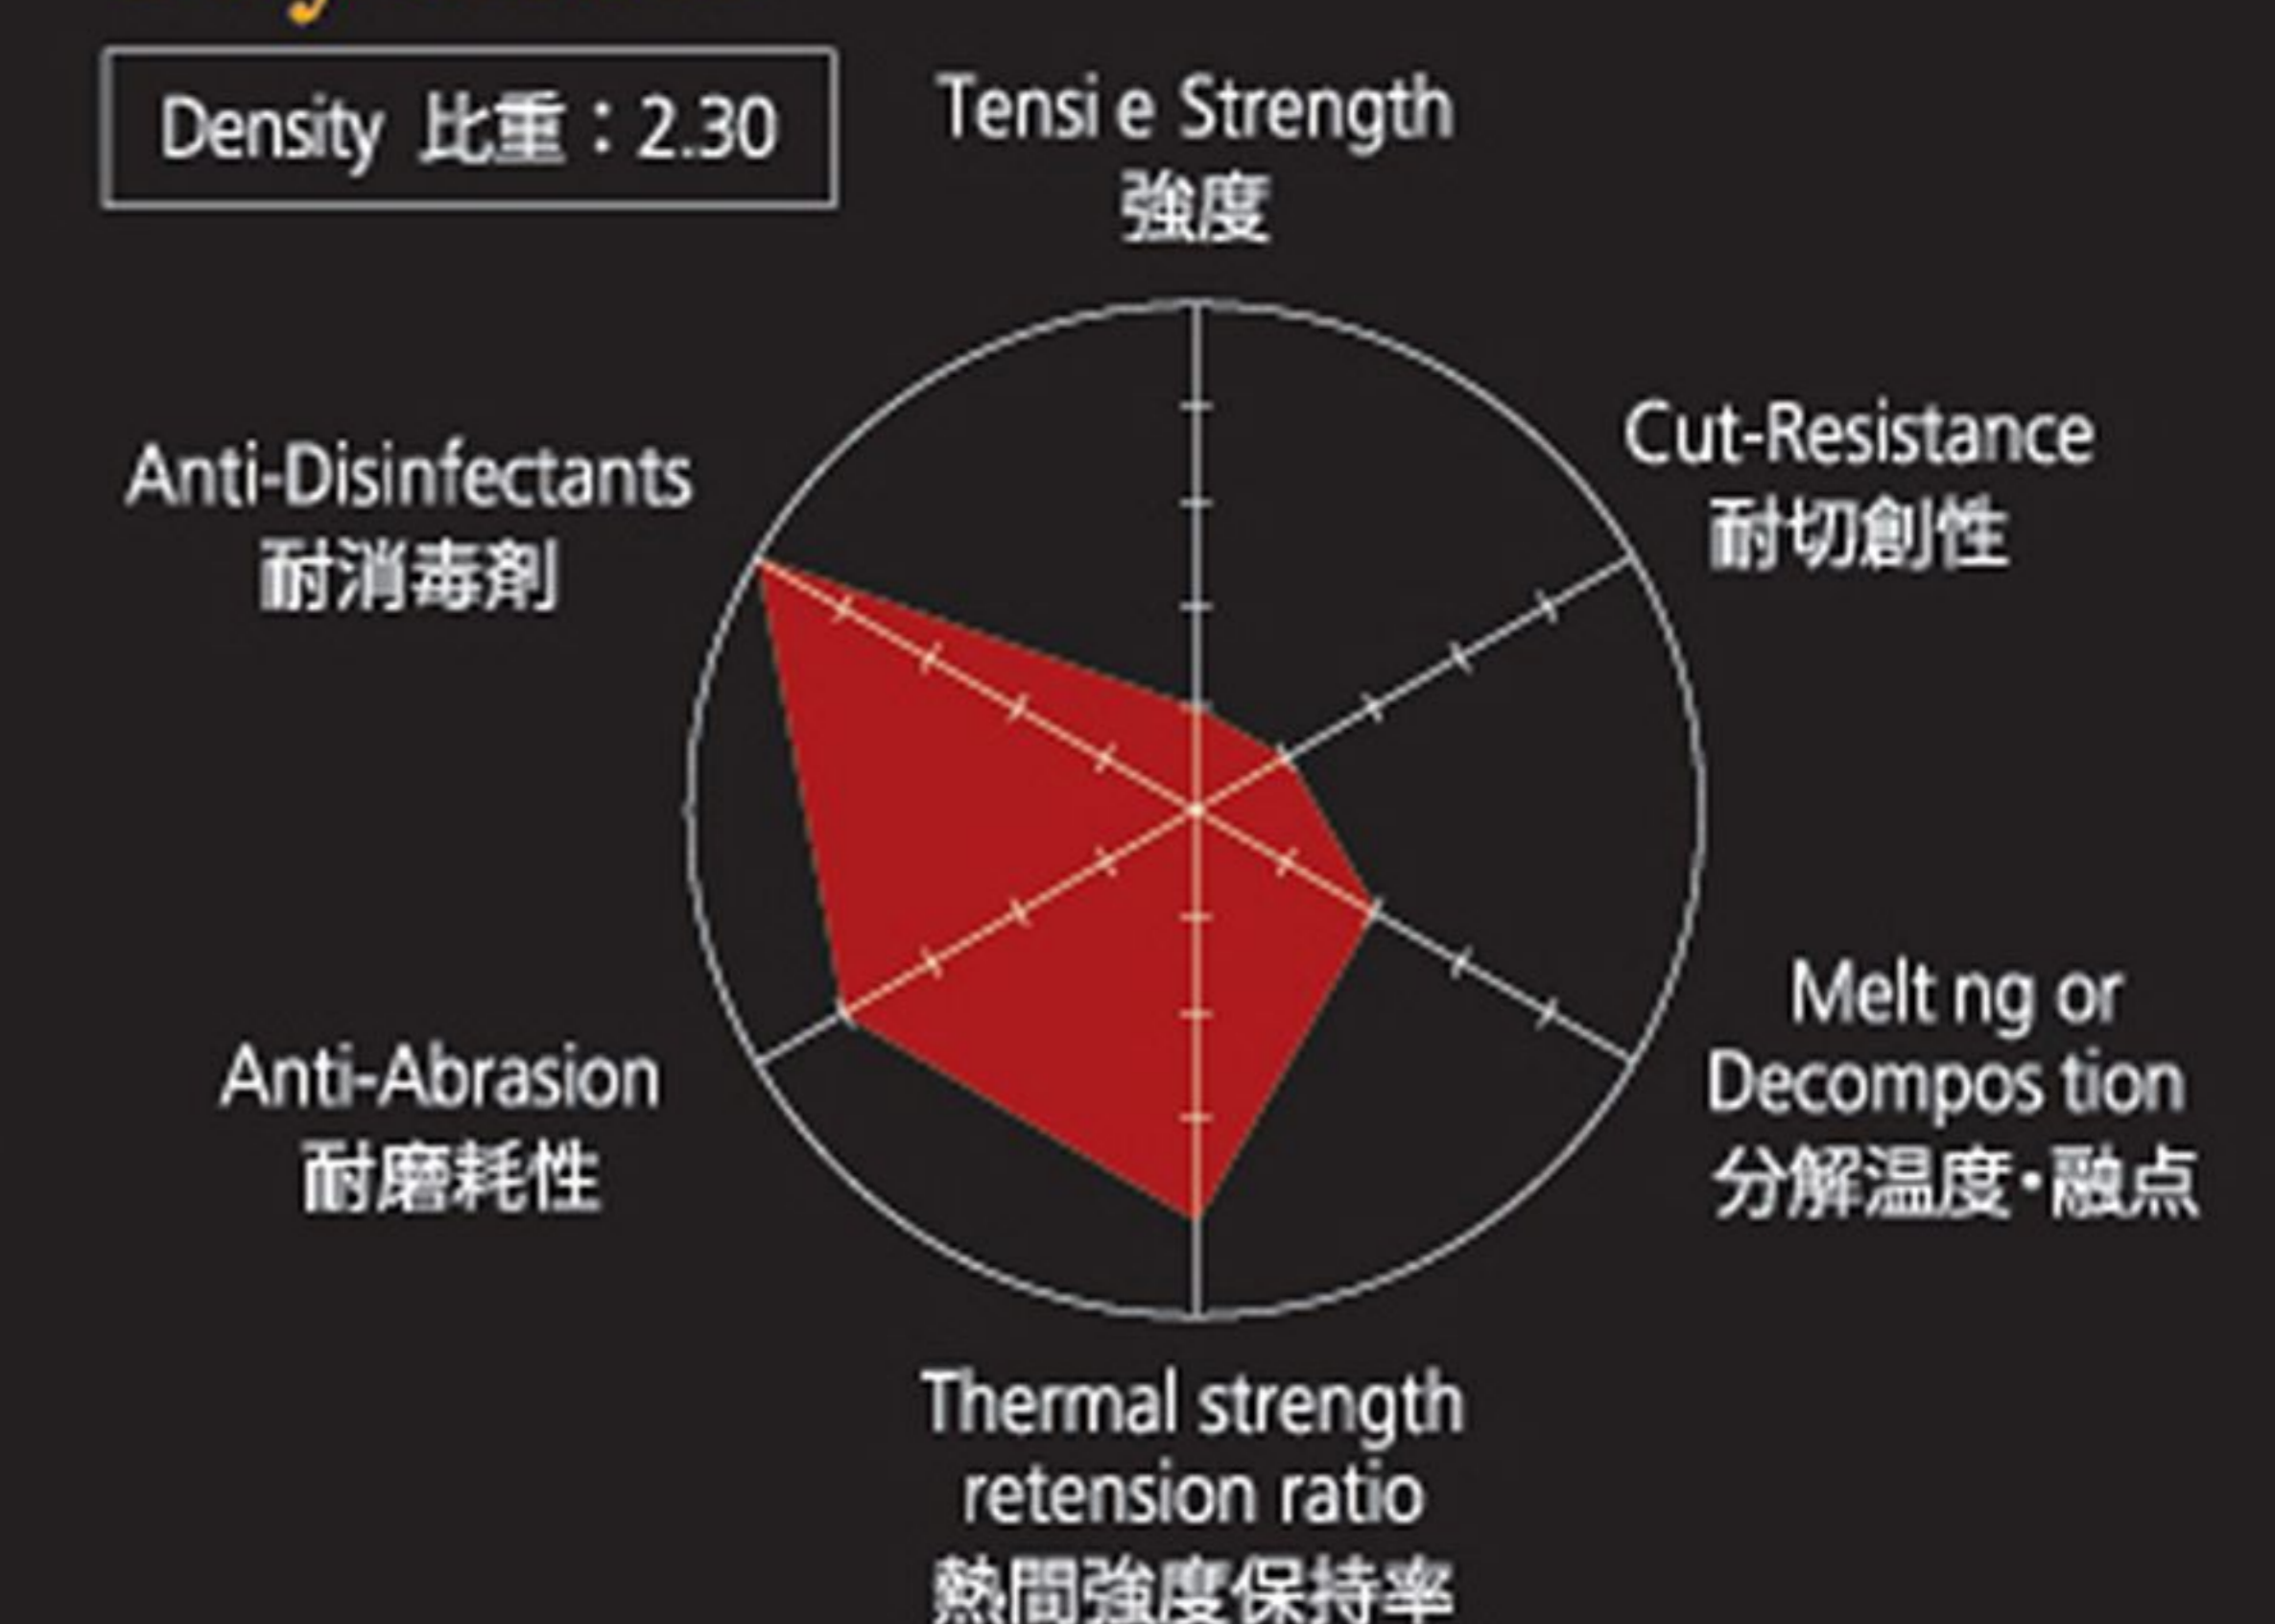 Density 比重：2.30
Tensi e Strength
強度
Cut-Resistance
耐切創性
Anti-Disinfectants
耐消毒剤
Melt ng or
Decompos tion
分解温度・融点
Anti-Abrasion
耐磨耗性
Thermal strength
retension ratio
熱間強度保持率